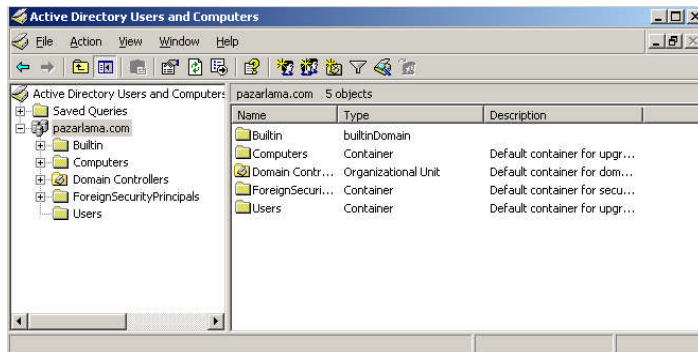 Active Directory Users and Computers
File Action View Window Help
Active Directory Users and Computers
Saved Queries
pazarlama.com
Builtin
Computers
Domain Controllers
ForeignSecurityPrincipals
Users
pazarlama.com 5 objects
Name Type Description
Builtin builtinDomain
Computers Container Default container for upgr...
Domain Contr... Organizational Unit Default container for dom...
ForeignSecuri... Container Default container for secu...
Users Container Default container for upgr...